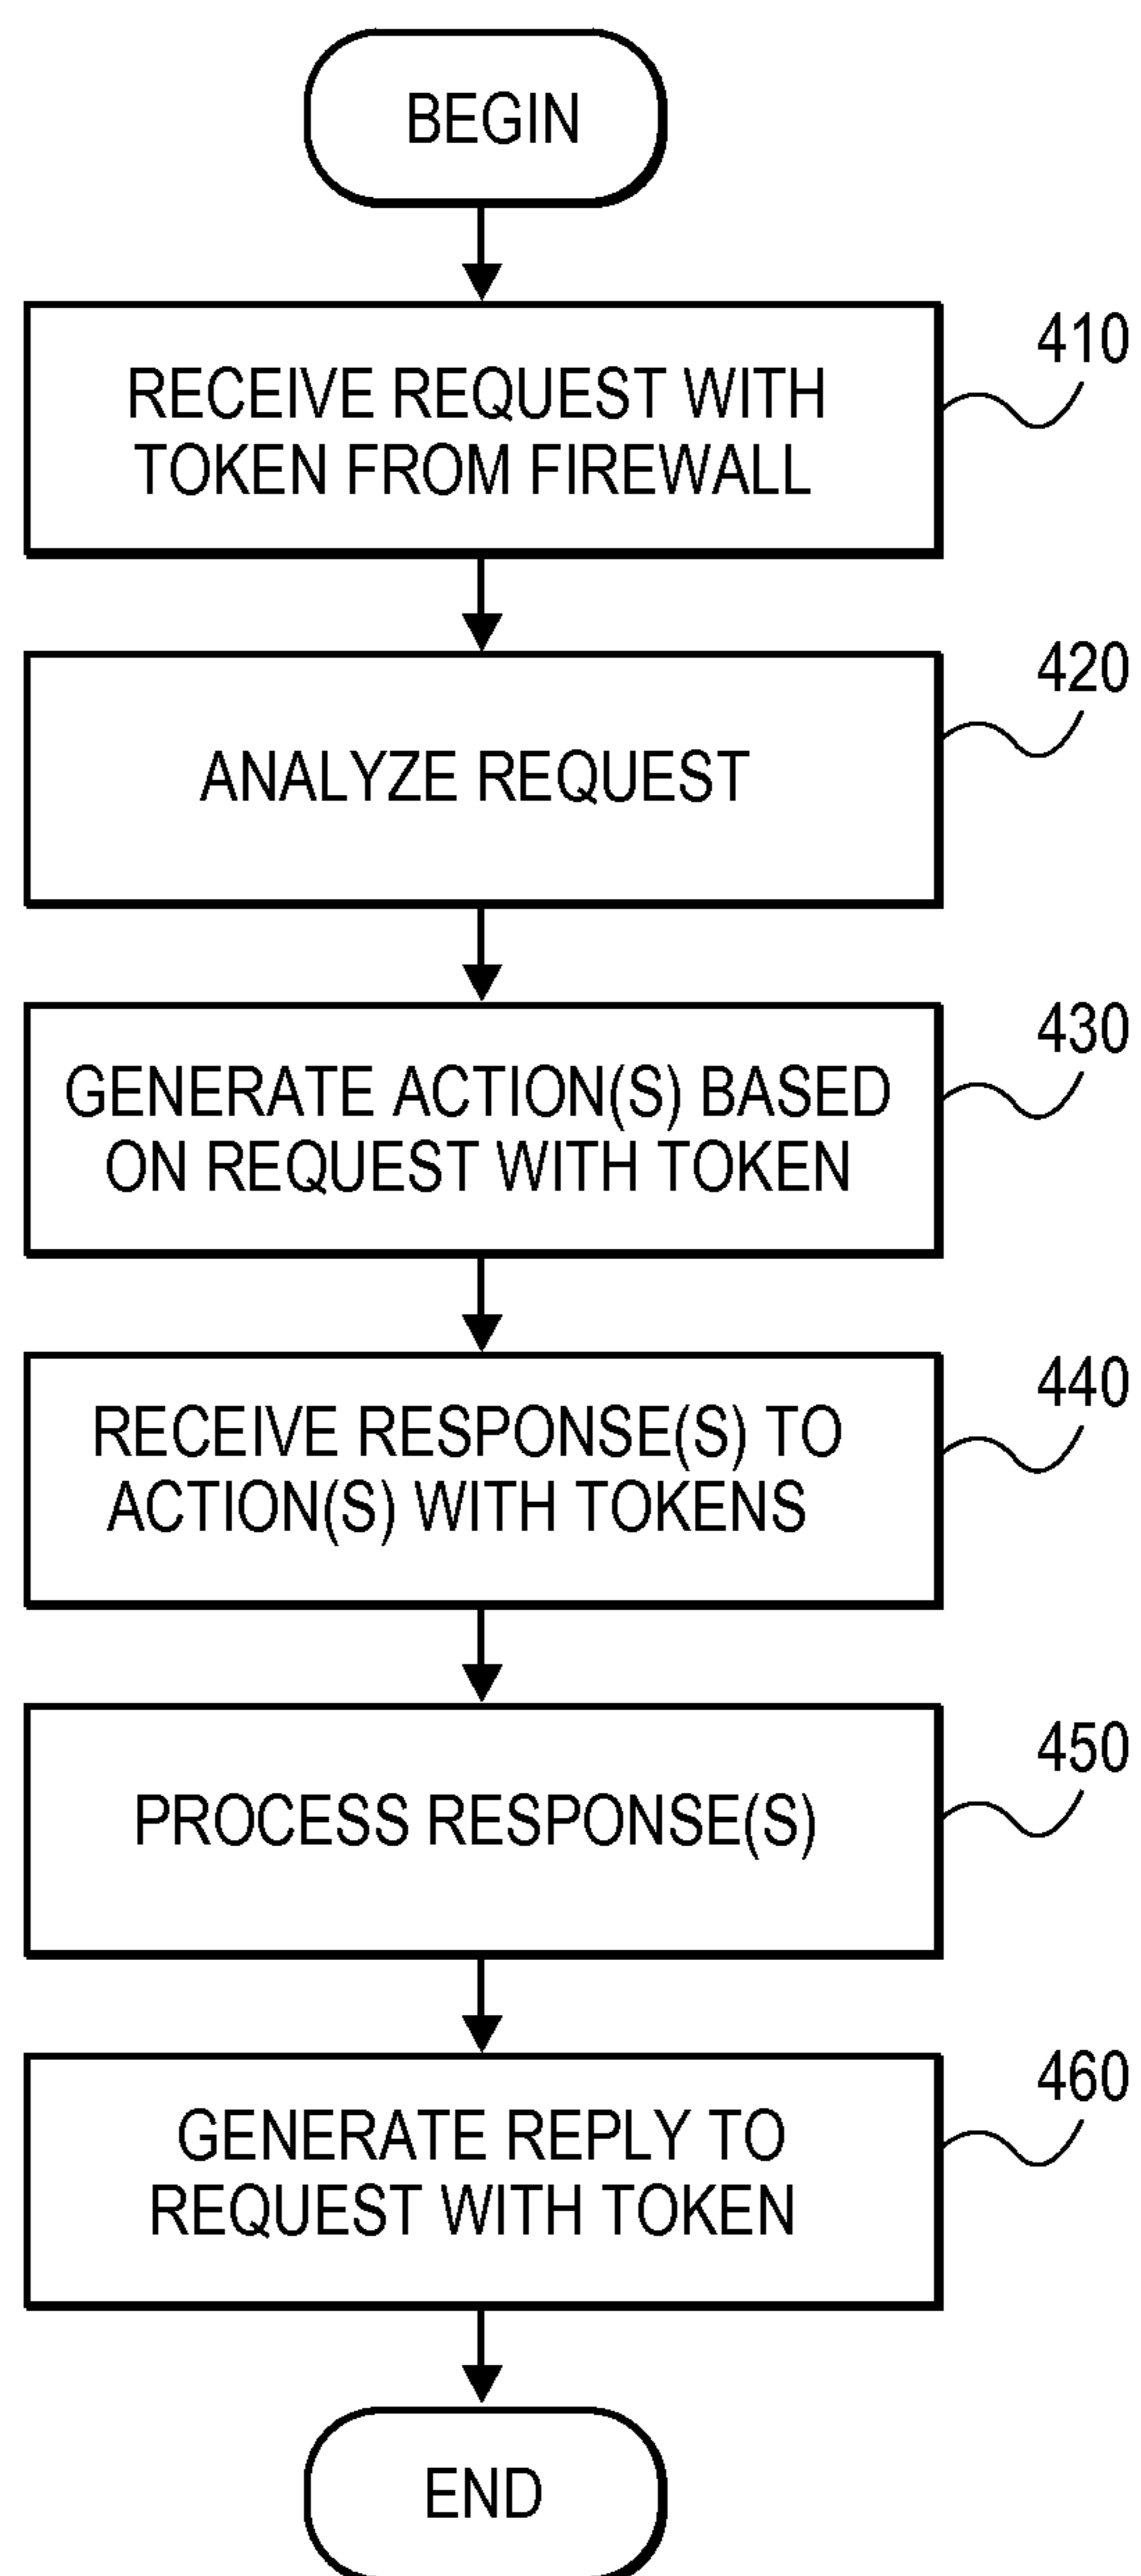 BEGIN
RECEIVE REQUEST WITH
TOKEN FROM FIREWALL
410
ANALYZE REQUEST
420
GENERATE ACTION(S) BASED
ON REQUEST WITH TOKEN
430
RECEIVE RESPONSE(S) TO
ACTION(S) WITH TOKENS
440
PROCESS RESPONSE(S)
450
GENERATE REPLY TO
REQUEST WITH TOKEN
460
END